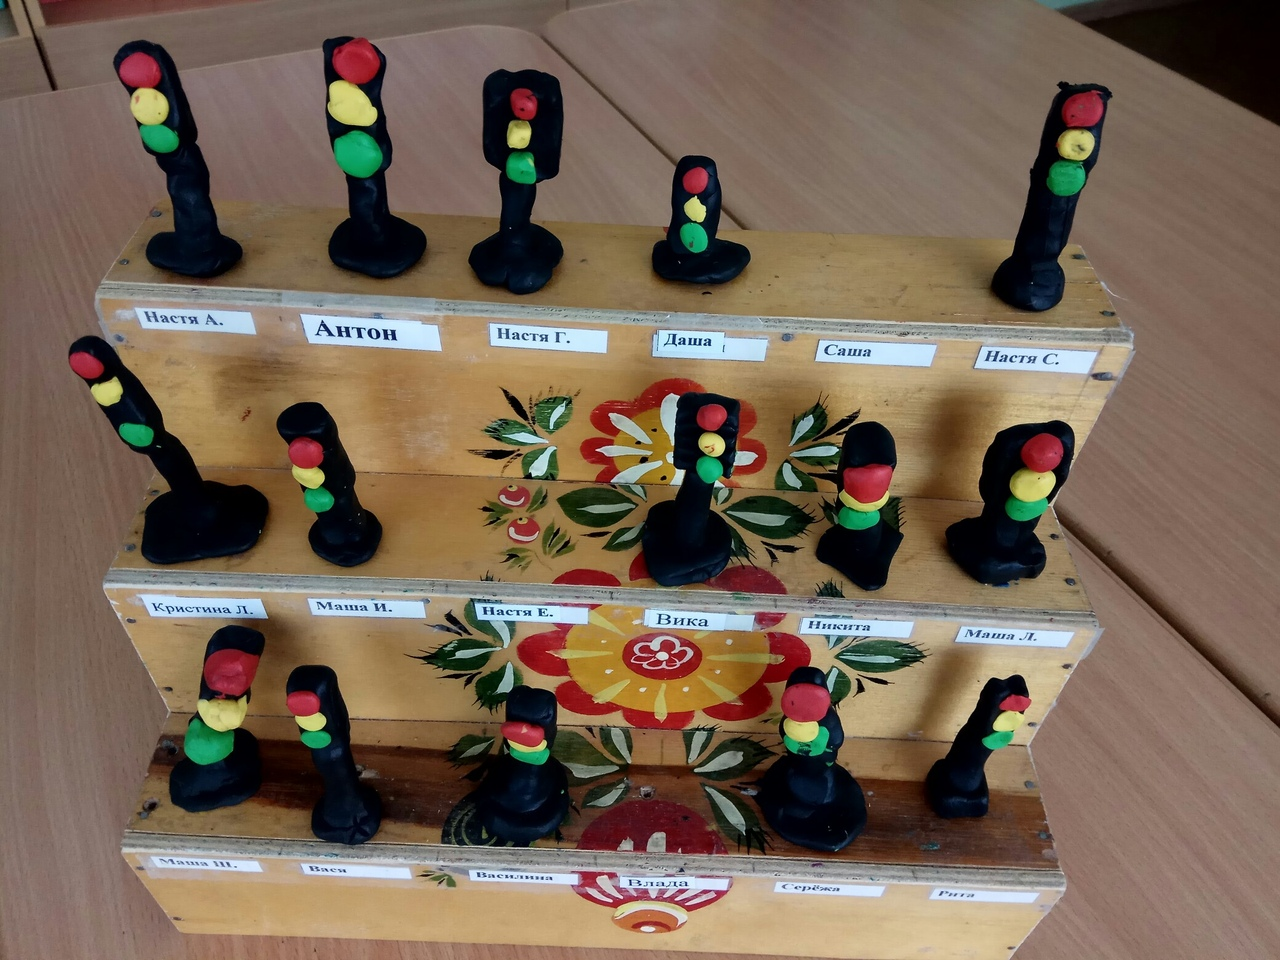 Настя А.
Антон
Настя Г.
Даша
Саша
Настя С.
Кристина Л.
Маша И.
Настя Е.
Вика
Никита
Маша Л.
Маша Ш.
Вася
Василина
Влада
Серёжа
Рита